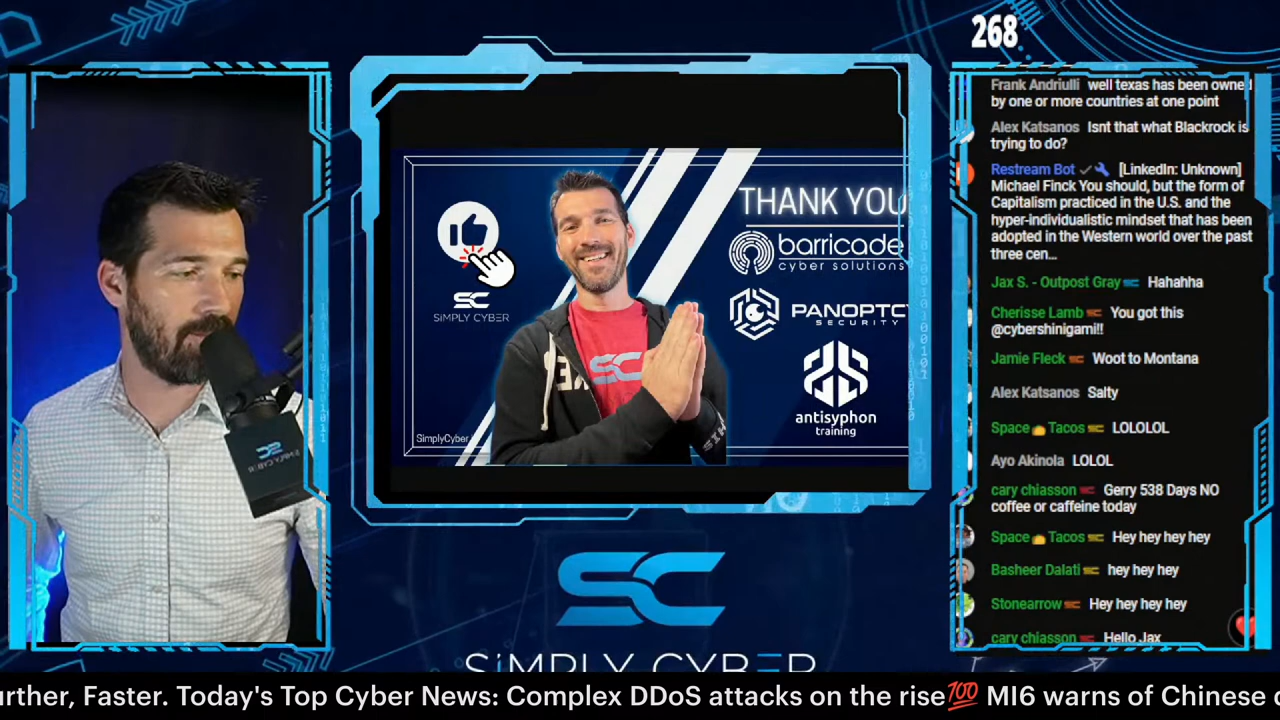 268
Frank Andriulli well texas has been owned
by one or more countries at one point
Alex Katsanos Isnt that what Blackrock is
trying to do?
Restream Bot [LinkedIn: Unknown]
Michael Finck You should, but the form of
Capitalism practiced in the U.S. and the
hyper-individualistic mindset that has been
adopted in the Western world over the past
three cen...
Jax S. - Outpost Gray Hahahha
Cherisse Lamb You got this
@cybershinigami!!
Jamie Fleck Woot to Montana
Alex Katsanos Salty
Space Tacos LOLOLOL
Ayo Akinola LOLOL
cary chiasson Gerry 538 Days NO
coffee or caffeine today
Space Tacos Hey hey hey hey
Basheer Dalati hey hey hey
Stonearrow Hey hey hey hey
cary chiasson Hello Jax
THANK YOU
barricade
cyber solutions
PANOPTC
SECURITY
antisyphon
training
SC
SiMPLY CYBER
SC
SimplyCyber
SC
SiMPLY CYBER
urther, Faster. Today's Top Cyber News: Complex DDoS attacks on the rise💯 MI6 warns of Chinese